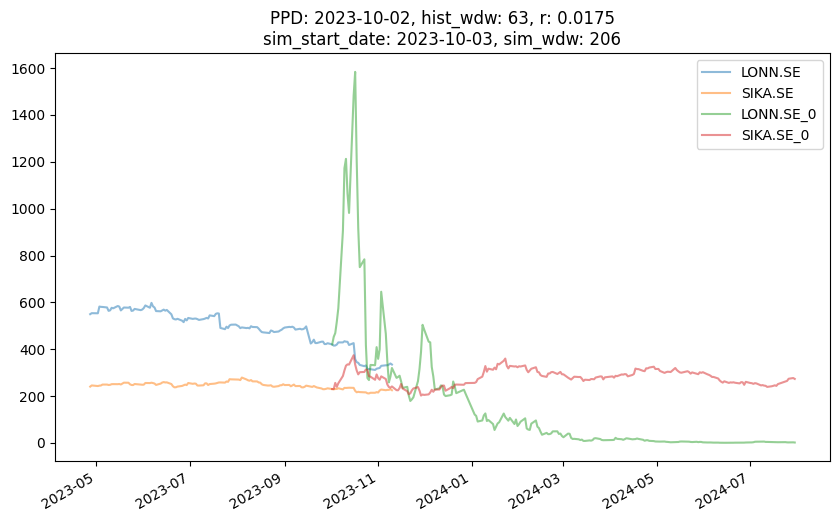 PPD: 2023-10-02, hist_wdw: 63, r: 0.0175
sim_start_date: 2023-10-03, sim_wdw: 206
LONN.SE
SIKA.SE
LONN.SE_0
SIKA.SE_0
1600
1400
1200
1000
800
600
400
200
0
2023-05
2023-07
2023-09
2023-11
2024-01
2024-03
2024-05
2024-07